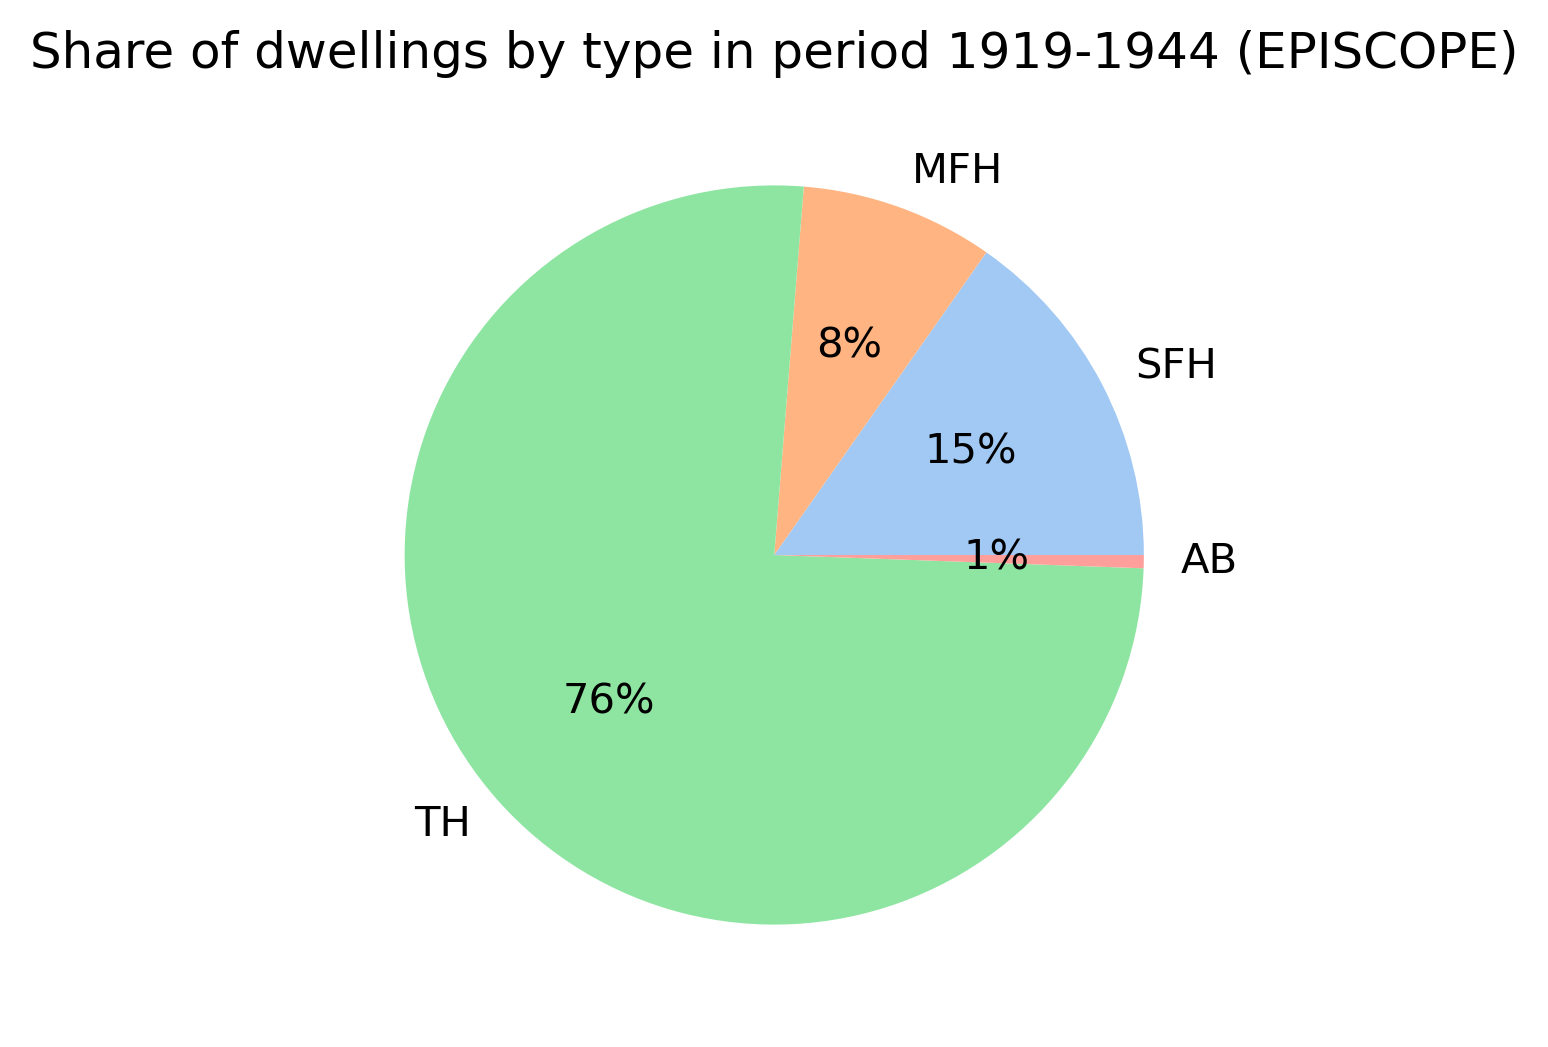 Share of dwellings by type in period 1919-1944 (EPISCOPE)
MFH
SFH
8%
15%
1%
AB
76%
TH